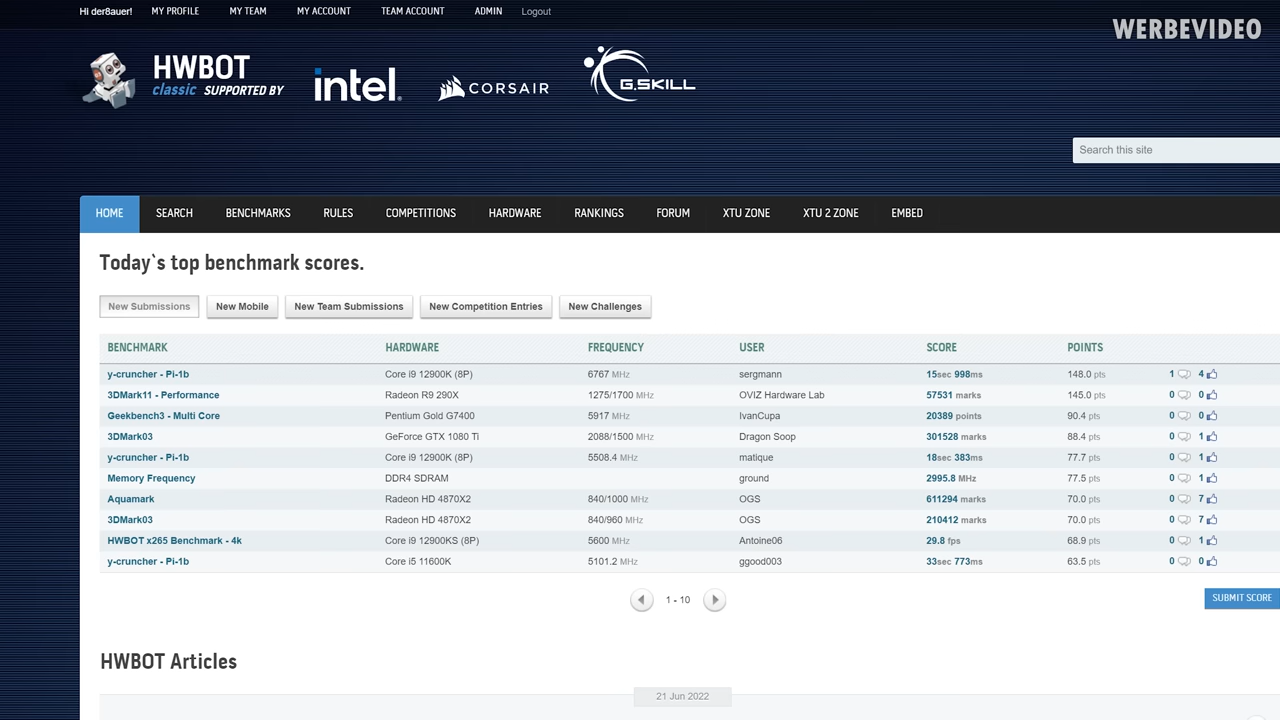 Hi der8auer! MY PROFILE MY TEAM MY ACCOUNT TEAM ACCOUNT ADMIN Logout
WERBEVIDEO
HWBOT
classic SUPPORTED BY
intel.
CORSAIR
G.SKILL
Search this site
HOME SEARCH BENCHMARKS RULES COMPETITIONS HARDWARE RANKINGS FORUM XTU ZONE XTU 2 ZONE EMBED
Today`s top benchmark scores.
New Submissions New Mobile New Team Submissions New Competition Entries New Challenges
BENCHMARK HARDWARE FREQUENCY USER SCORE POINTS
y-cruncher - Pi-1b Core i9 12900K (8P) 6767 MHz sergmann 15sec 998ms 148.0 pts 1 4
3DMark11 - Performance Radeon R9 290X 1275/1700 MHz OVIZ Hardware Lab 57531 marks 145.0 pts 0 0
Geekbench3 - Multi Core Pentium Gold G7400 5917 MHz IvanCupa 20389 points 90.4 pts 0 0
3DMark03 GeForce GTX 1080 Ti 2088/1500 MHz Dragon Soop 301528 marks 88.4 pts 0 1
y-cruncher - Pi-1b Core i9 12900K (8P) 5508.4 MHz matique 18sec 383ms 77.7 pts 0 1
Memory Frequency DDR4 SDRAM ground 2995.8 MHz 77.5 pts 0 1
Aquamark Radeon HD 4870X2 840/1000 MHz OGS 611294 marks 70.0 pts 0 7
3DMark03 Radeon HD 4870X2 840/960 MHz OGS 210412 marks 70.0 pts 0 7
HWBOT x265 Benchmark - 4k Core i9 12900KS (8P) 5600 MHz Antoine06 29.8 fps 68.9 pts 0 1
y-cruncher - Pi-1b Core i5 11600K 5101.2 MHz ggood003 33sec 773ms 63.5 pts 0 0
1 - 10
SUBMIT SCORE
HWBOT Articles
21 Jun 2022